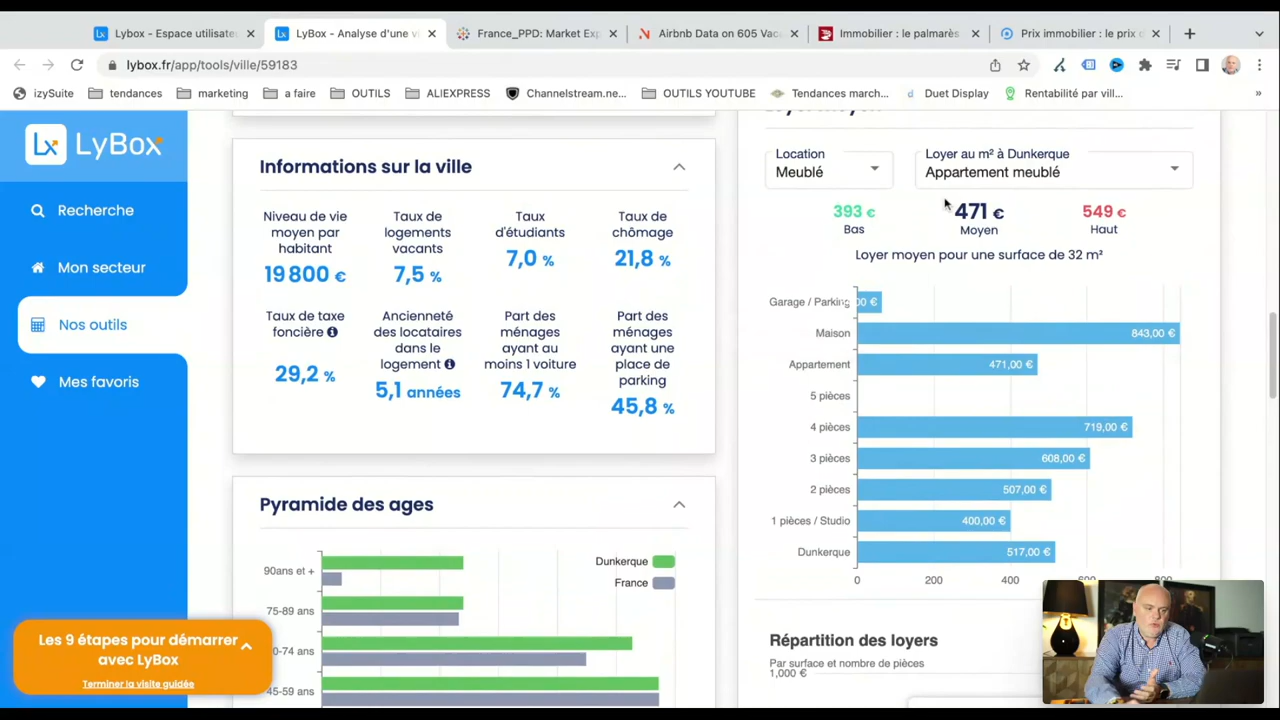 Lybox - Espace utilisate
LyBox - Analyse d'une v
France_PPD: Market Exp
Airbnb Data on 605 Vac
Immobilier : le palmarès
Prix immobilier : le prix d
lybox.fr/app/tools/ville/59183
izySuite
tendances
marketing
a faire
OUTILS
ALIEXPRESS
Channelstream.ne...
OUTILS YOUTUBE
Tendances march...
Duet Display
Rentabilité par vill...
»
Lx LyBox
Recherche
Mon secteur
Nos outils
Mes favoris
Les 9 étapes pour démarrer
avec LyBox
Terminer la visite guidée
Informations sur la ville
Niveau de vie
moyen par
habitant
19 800 €
Taux de
logements
vacants
7,5 %
Taux
d'étudiants
7,0 %
Taux de
chômage
21,8 %
Taux de taxe
foncière
29,2 %
Ancienneté
des locataires
dans le
logement
5,1 années
Part des
ménages
ayant au
moins 1 voiture
74,7 %
Part des
ménages
ayant une
place de
parking
45,8 %
Pyramide des ages
Dunkerque
France
90ans et +
75-89 ans
0-74 ans
45-59 ans
Location
Meublé
Loyer au m² à Dunkerque
Appartement meublé
393 €
Bas
471 €
Moyen
549 €
Haut
Loyer moyen pour une surface de 32 m²
Garage / Parking
Maison 843,00 €
Appartement 471,00 €
5 pièces
4 pièces 719,00 €
3 pièces 608,00 €
2 pièces 507,00 €
1 pièces / Studio 400,00 €
Dunkerque 517,00 €
0 200 400
Répartition des loyers
Par surface et nombre de pièces
1,000 €